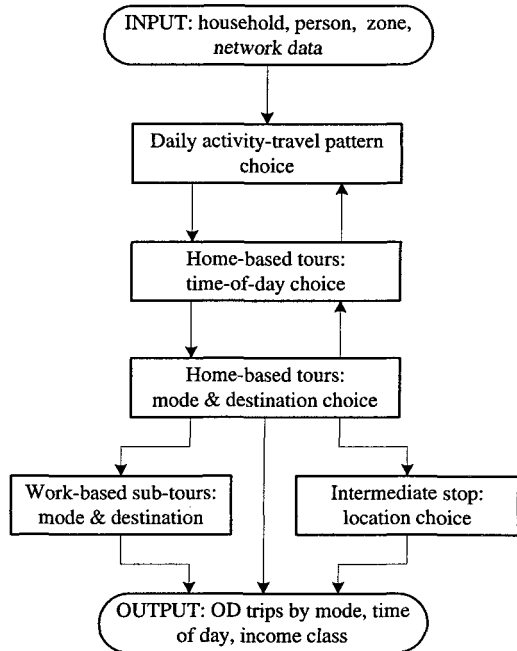 INPUT: household, person, zone,
network data
Daily activity-travel pattern
choice
Home-based tours:
time-of-day choice
Home-based tours:
mode & destination choice
Work-based sub-tours:
mode & destination
Intermediate stop:
location choice
OUTPUT: OD trips by mode, time
of day, income class